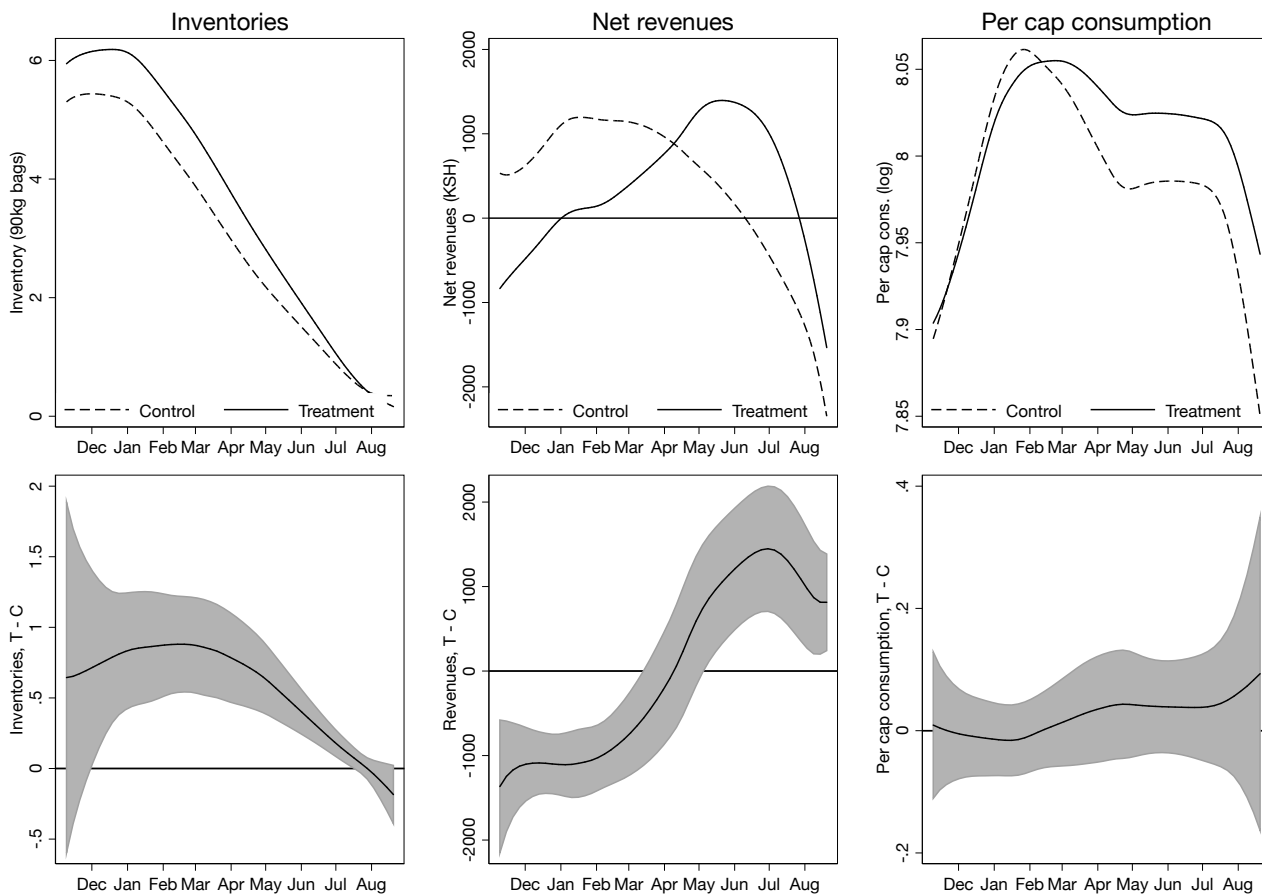 Inventories
Inventory (90kg bags)
6
4
2
0
Control
Treatment
Dec Jan Feb Mar Apr May Jun Jul Aug
Net revenues
Net revenues (KSH)
2000
1000
0
-1000
-2000
Control
Treatment
Dec Jan Feb Mar Apr May Jun Jul Aug
Per cap consumption
Per cap cons. (log)
8.05
8
7.95
7.9
7.85
Control
Treatment
Dec Jan Feb Mar Apr May Jun Jul Aug
Inventories, T - C
2
1.5
1
.5
0
-.5
Dec Jan Feb Mar Apr May Jun Jul Aug
Revenues, T - C
2000
1000
0
-1000
-2000
Dec Jan Feb Mar Apr May Jun Jul Aug
Per cap consumption, T - C
.4
.2
0
-.2
Dec Jan Feb Mar Apr May Jun Jul Aug